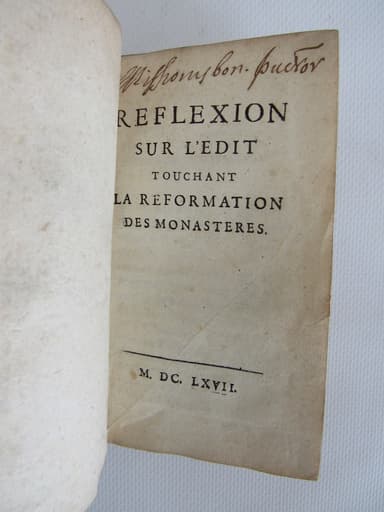 REFLEXION
SUR L'EDIT
TOUCHANT
LA REFORMATION
DES MONASTERES.
M. DC. LXVII.